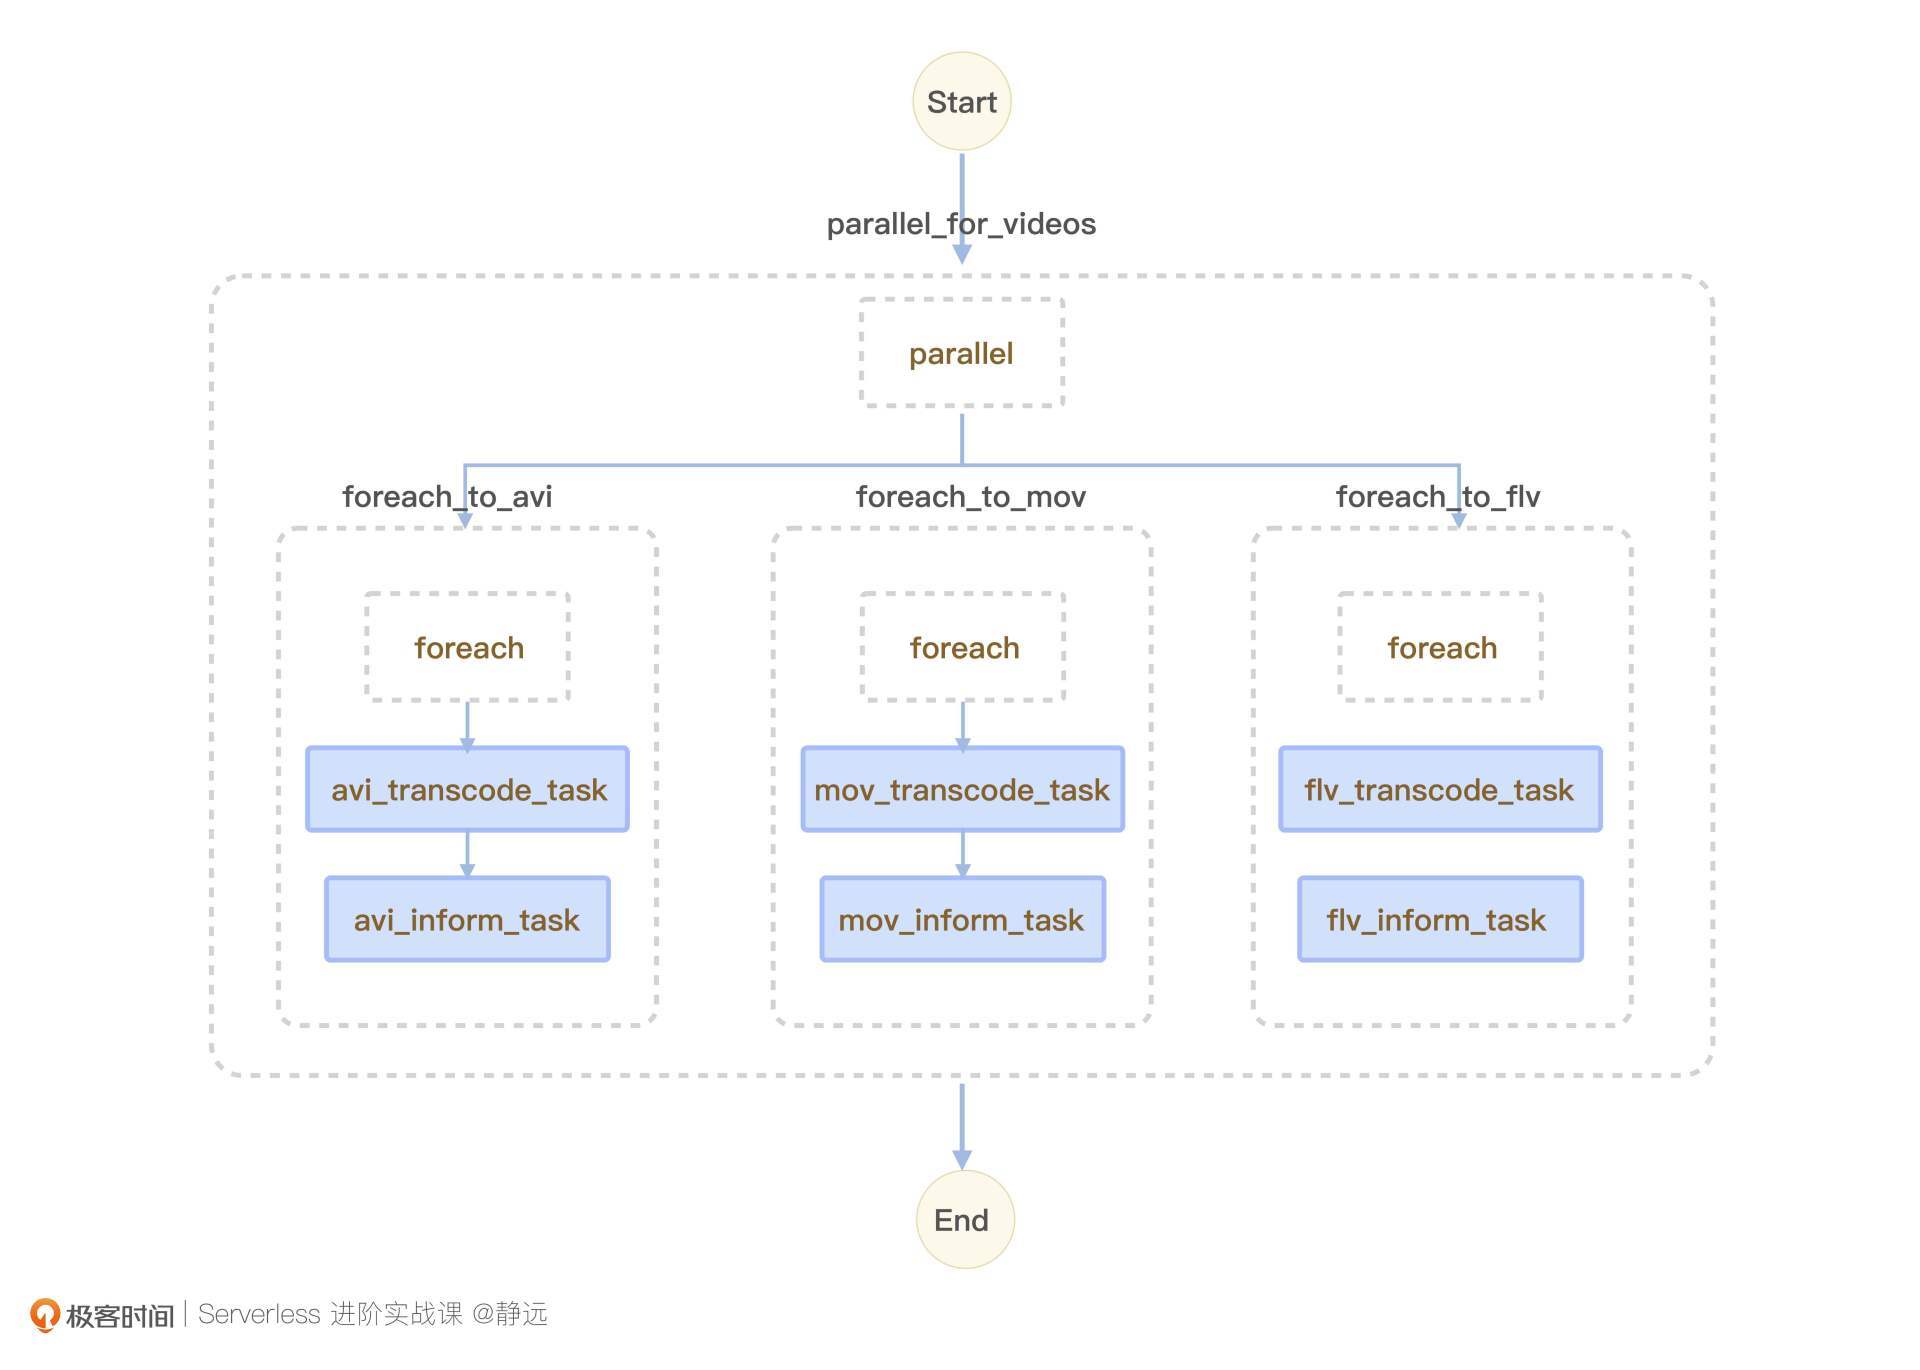 Start
parallel_for_videos
parallel
foreach_to_avi
foreach_to_mov
foreach_to_flv
foreach
foreach
foreach
avi_transcode_task
mov_transcode_task
flv_transcode_task
avi_inform_task
mov_inform_task
flv_inform_task
End
极客时间 | Serverless 进阶实战课 @静远